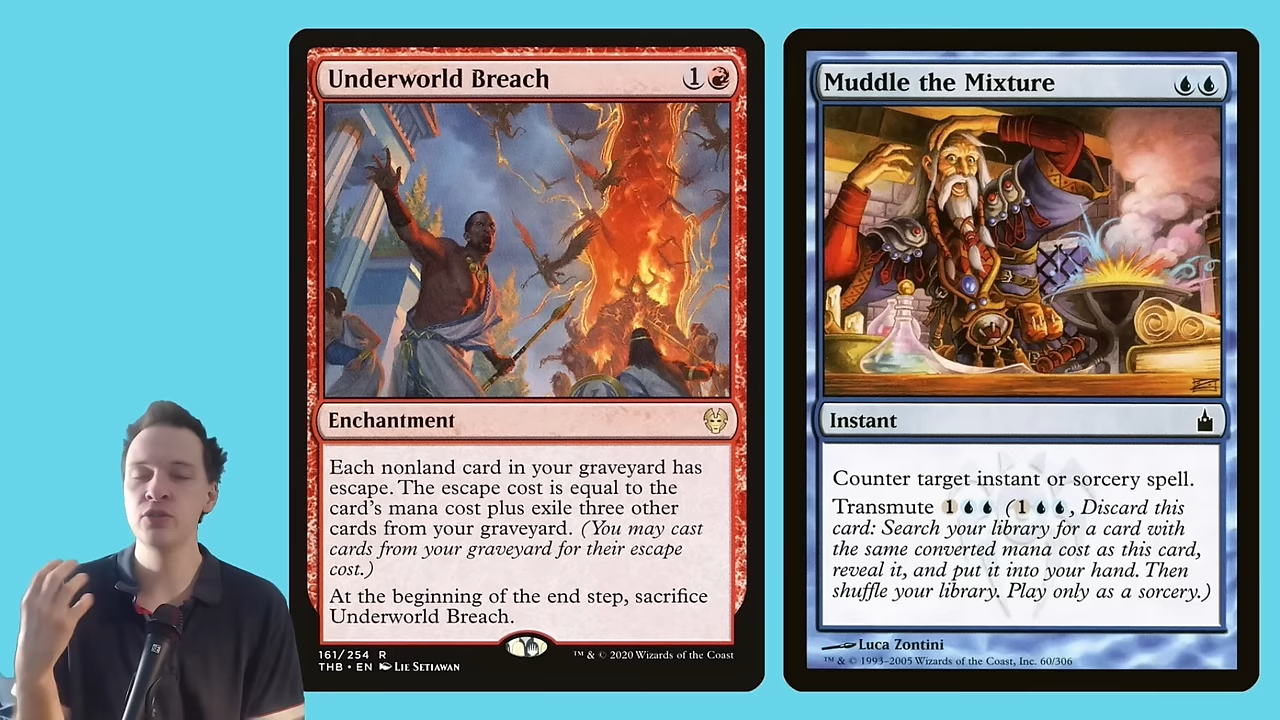 Underworld Breach 1
Enchantment
Each nonland card in your graveyard has
escape. The escape cost is equal to the
card's mana cost plus exile three other
cards from your graveyard. (You may cast
cards from your graveyard for their escape
cost.)
At the beginning of the end step, sacrifice
Underworld Breach.
161/254 R
THB • EN LIE SETIAWAN
™ & © 2020 Wizards of the Coast
Muddle the Mixture
Instant
Counter target instant or sorcery spell.
Transmute 1 (1, Discard this
card: Search your library for a card with
the same converted mana cost as this card,
reveal it, and put it into your hand. Then
shuffle your library. Play only as a sorcery.)
Luca Zontini
™ & © 1993-2005 Wizards of the Coast, Inc. 60/306